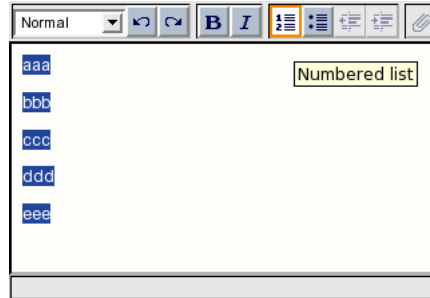 Normal B I
Numbered list
aaa
bbb
ccc
ddd
eee